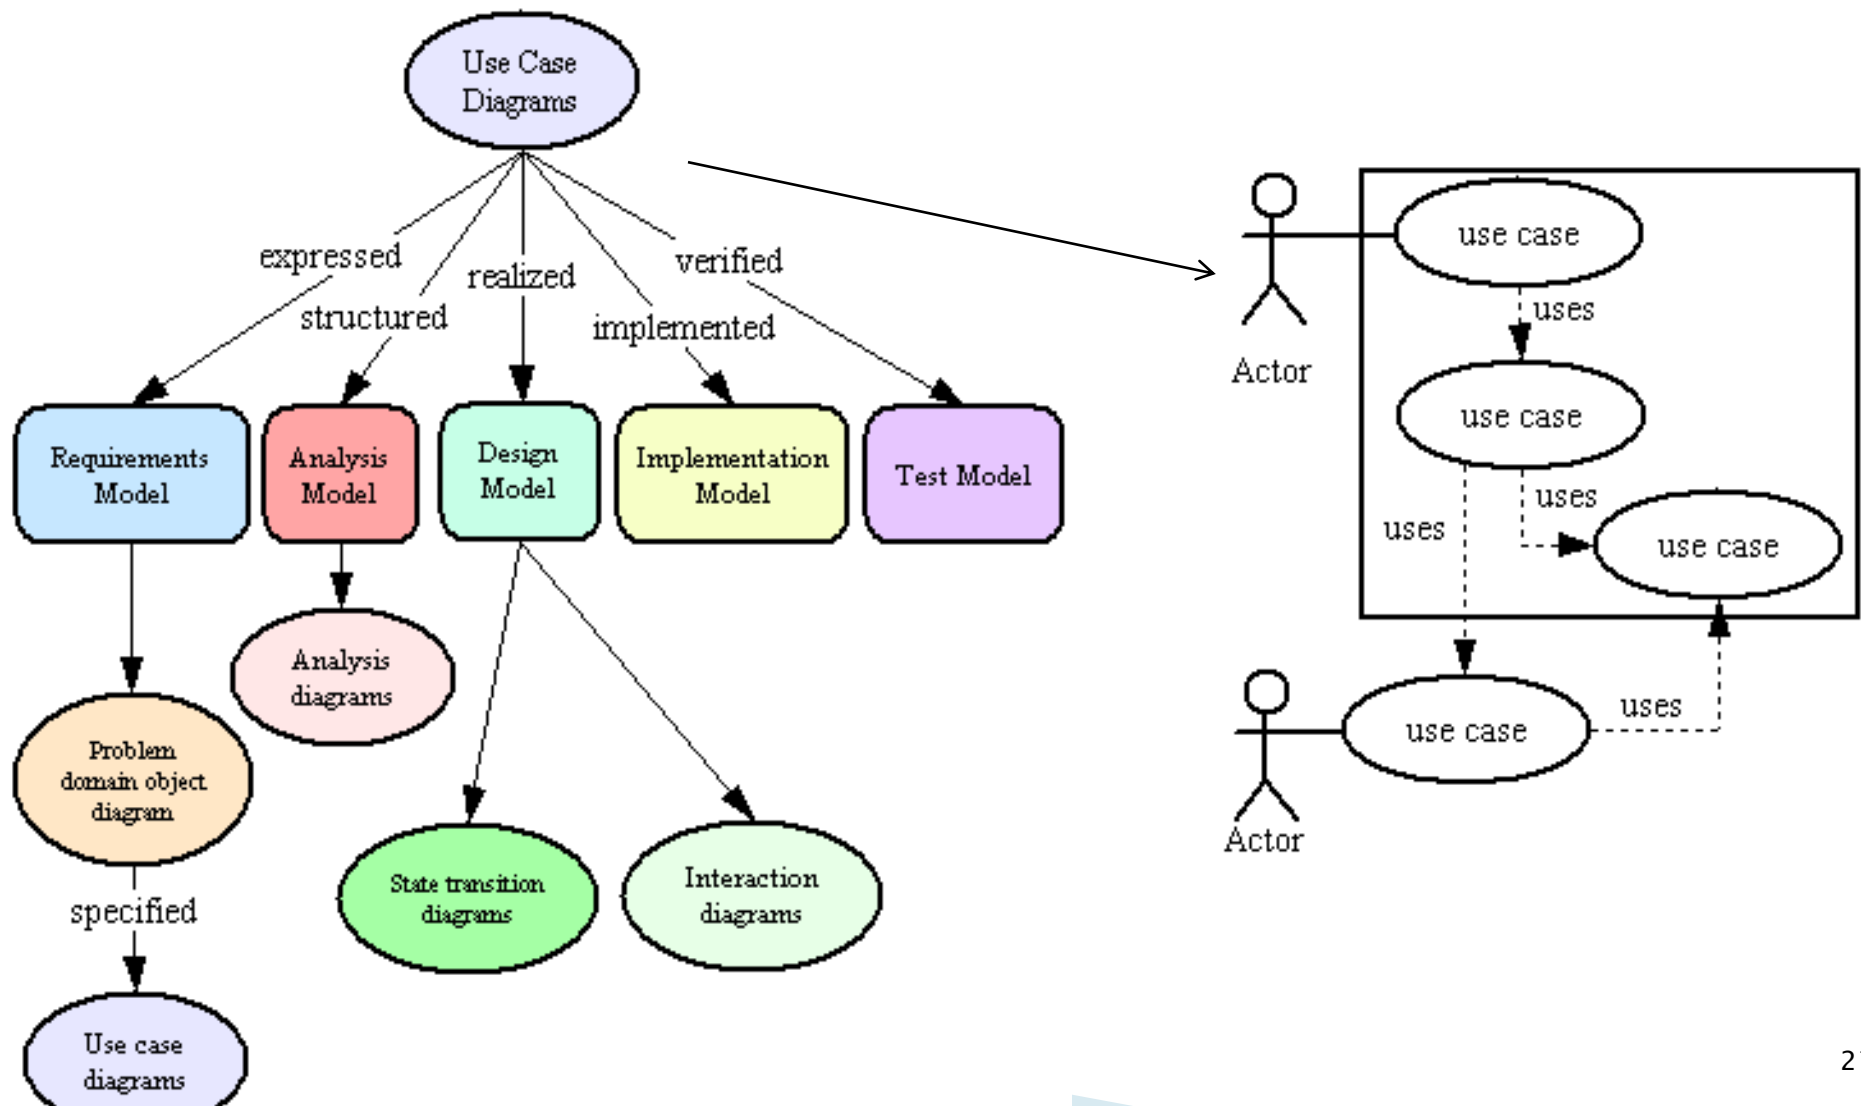 Use Case
Diagrams
expressed
structured
realized
implemented
verified
Requirements
Model
Analysis
Model
Design
Model
Implementation
Model
Test Model
Analysis
diagrams
Problem
domain object
diagram
State transition
diagrams
Interaction
diagrams
specified
Use case
diagrams
Actor
use case
uses
use case
uses
uses
use case
Actor
use case
uses
2